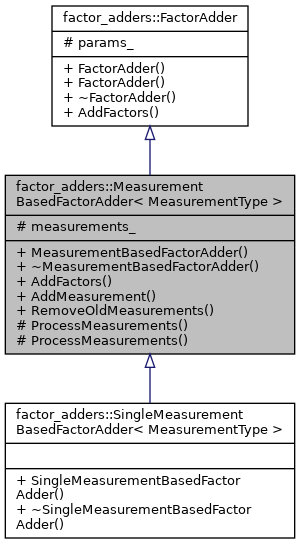 factor_adders::FactorAdder
# params_
+ FactorAdder()
+ FactorAdder()
+ ~FactorAdder()
+ AddFactors()
factor_adders::Measurement
BasedFactorAdder< MeasurementType >
# measurements_
+ MeasurementBasedFactorAdder()
+ ~MeasurementBasedFactorAdder()
+ AddFactors()
+ AddMeasurement()
+ RemoveOldMeasurements()
# ProcessMeasurements()
# ProcessMeasurements()
factor_adders::SingleMeasurement
BasedFactorAdder< MeasurementType >
+ SingleMeasurementBasedFactor
Adder()
+ ~SingleMeasurementBasedFactor
Adder()